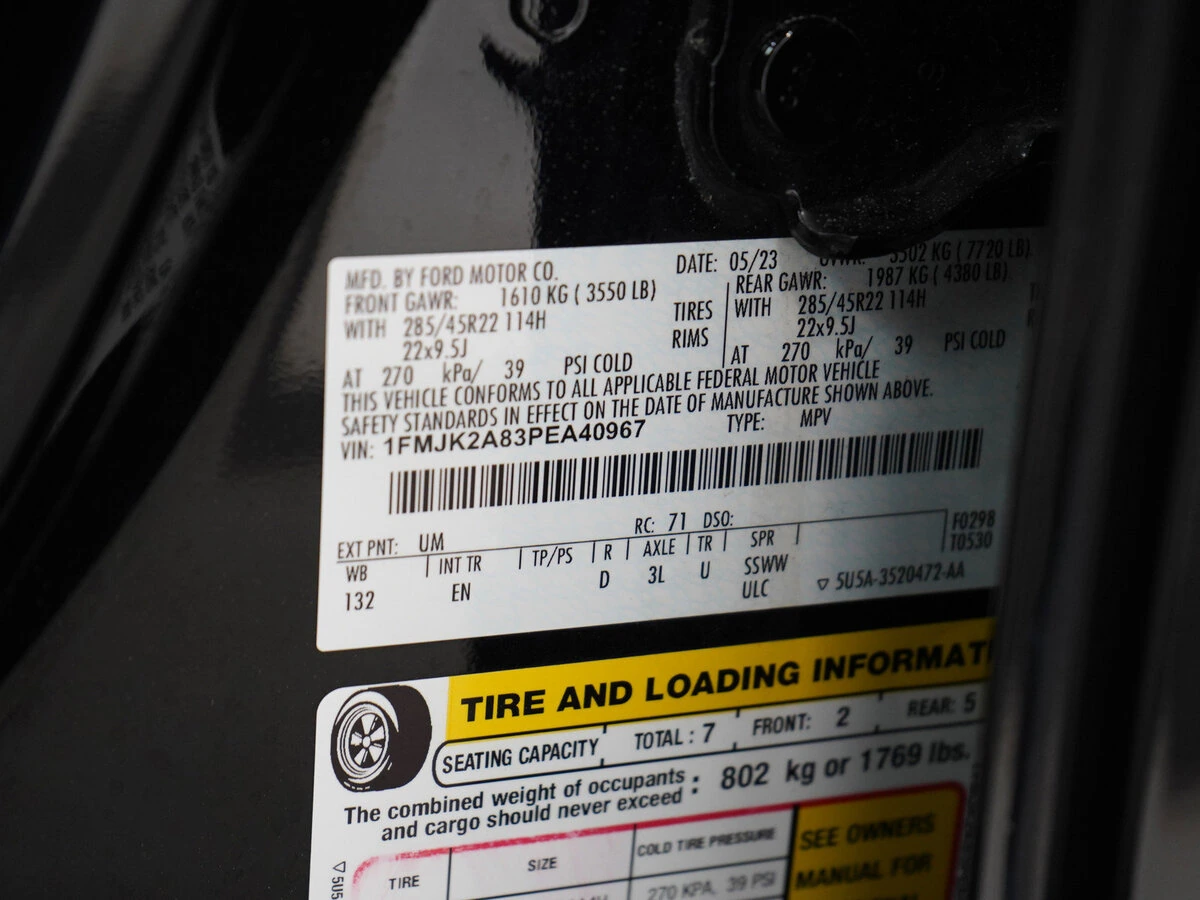 MFD. BY FORD MOTOR CO. DATE: 05/23 GVWR: 3502 KG ( 7720 LB)
FRONT GAWR: 1610 KG ( 3550 LB) REAR GAWR: 1987 KG ( 4380 LB)
WITH 285/45R22 114H TIRES WITH 285/45R22 114H
22x9.5J RIMS 22x9.5J
AT 270 kPa/ 39 PSI COLD AT 270 kPa/ 39 PSI COLD
THIS VEHICLE CONFORMS TO ALL APPLICABLE FEDERAL MOTOR VEHICLE
SAFETY STANDARDS IN EFFECT ON THE DATE OF MANUFACTURE SHOWN ABOVE.
VIN: 1FMJK2A83PEA40967 TYPE: MPV
EXT PNT: UM RC: 71 DSO: F0298
WB INT TR TP/PS R AXLE TR SPR T0530
132 EN D 3L U SSWW
ULC ▽ 5U5A-3520472-AA
TIRE AND LOADING INFORMAT
SEATING CAPACITY TOTAL : 7 FRONT: 2 REAR: 5
The combined weight of occupants
and cargo should never exceed : 802 kg or 1769 lbs.
TIRE SIZE COLD TIRE PRESSURE SEE OWNERS
270 KPA, 39 PSI MANUAL FOR
▽ 5U5